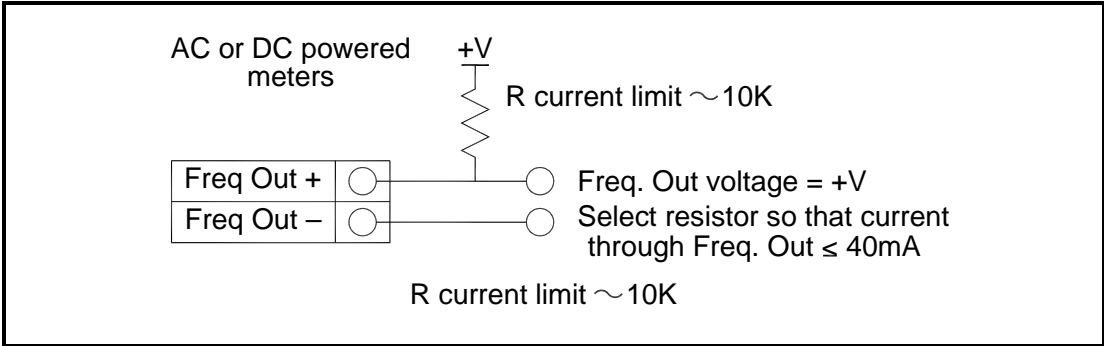 AC or DC powered
meters
+V
R current limit ~10K
Freq Out +
Freq. Out voltage = +V
Freq Out –
Select resistor so that current
through Freq. Out ≤ 40mA
R current limit ~10K